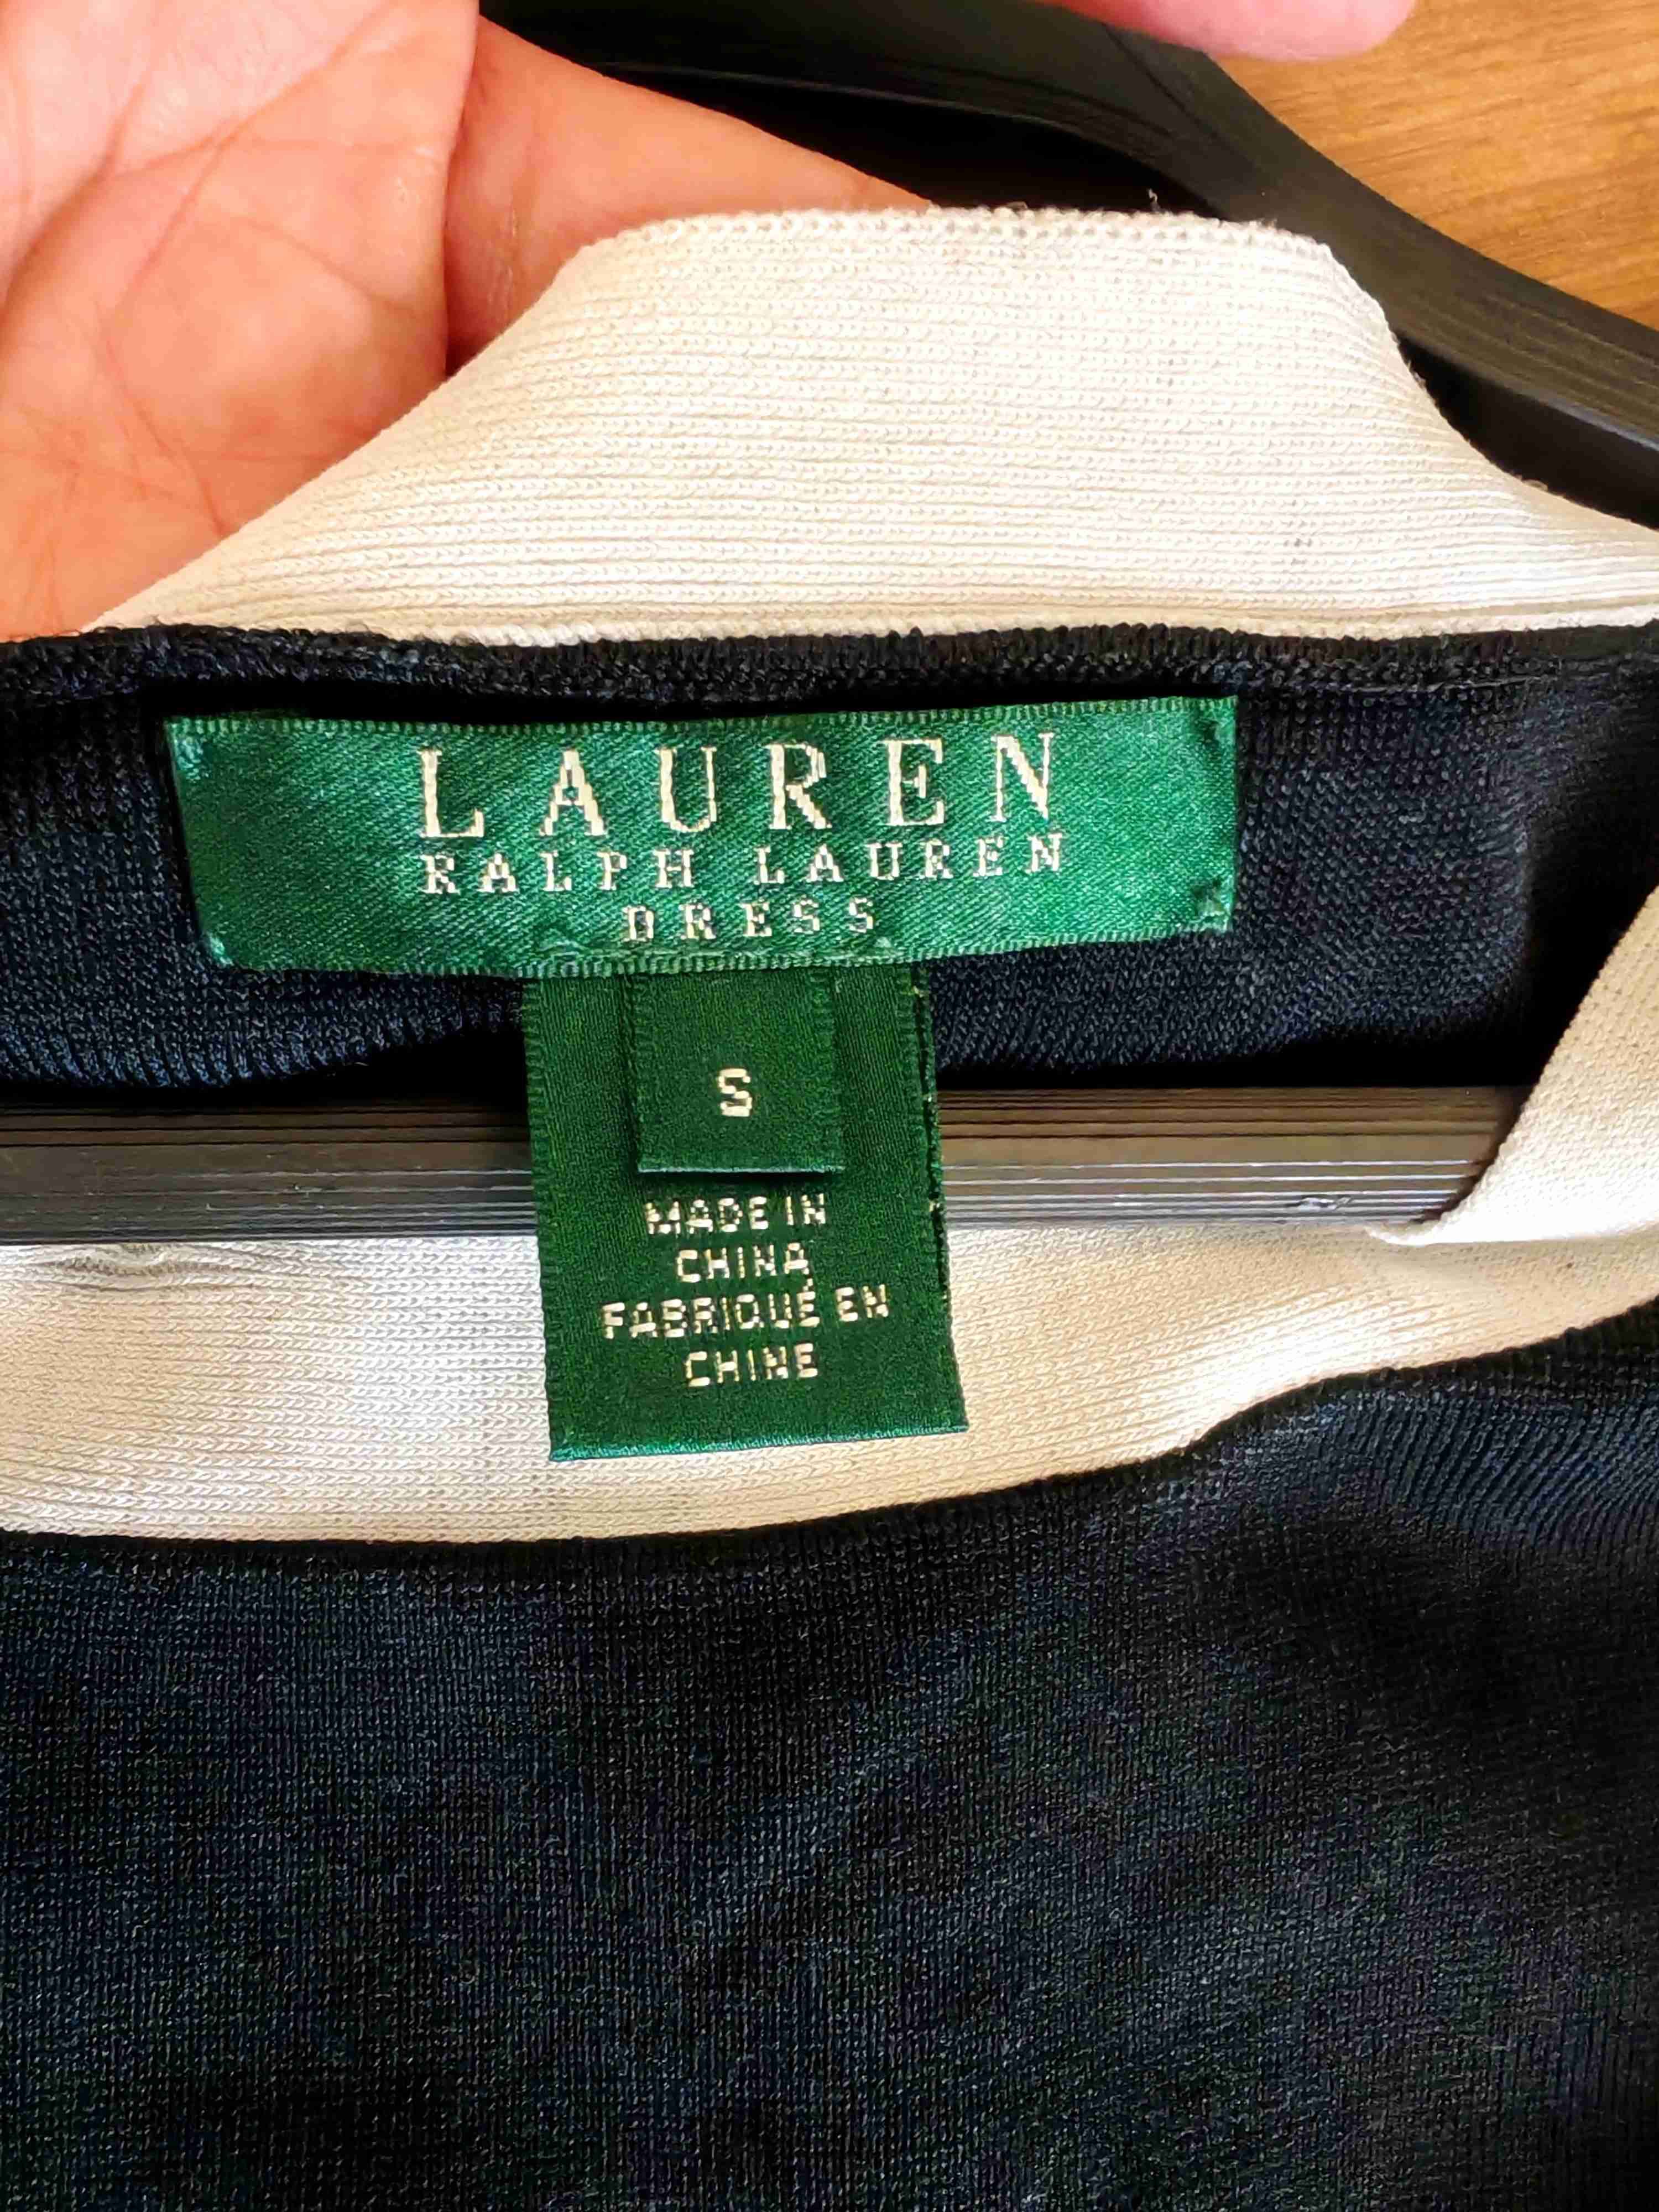 LAUREN
RALPH LAUREN
DRESS
S
MADE IN
CHINA
FABRIQUÉ EN
CHINE